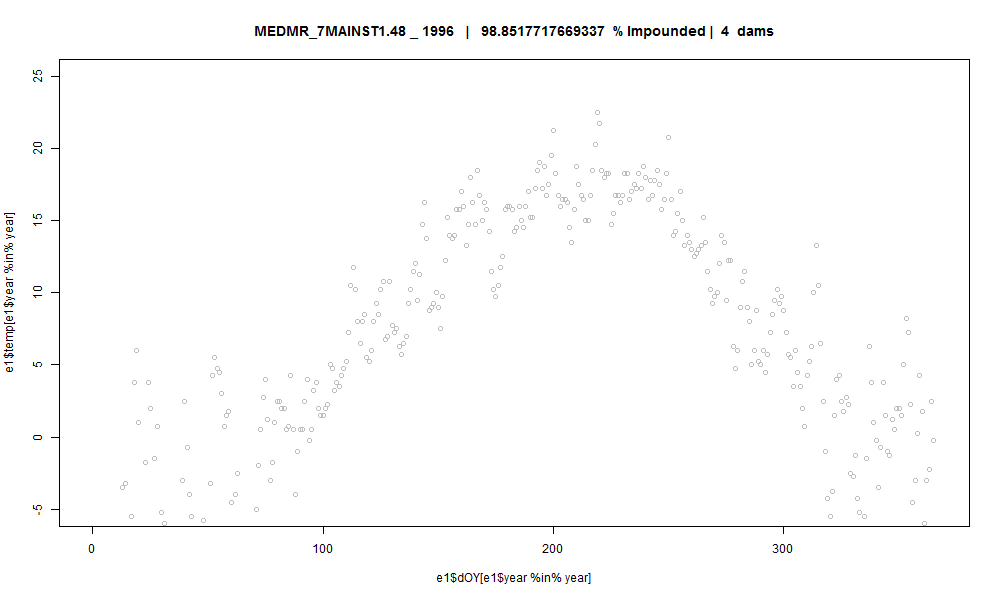 MEDMR_7MAINST1.48 _ 1996 | 98.8517717669337 % Impounded | 4 dams
25
20
15
10
5
0
-5
e1$temp[e1$year %in% year]
0 100 200 300
e1$dOY[e1$year %in% year]